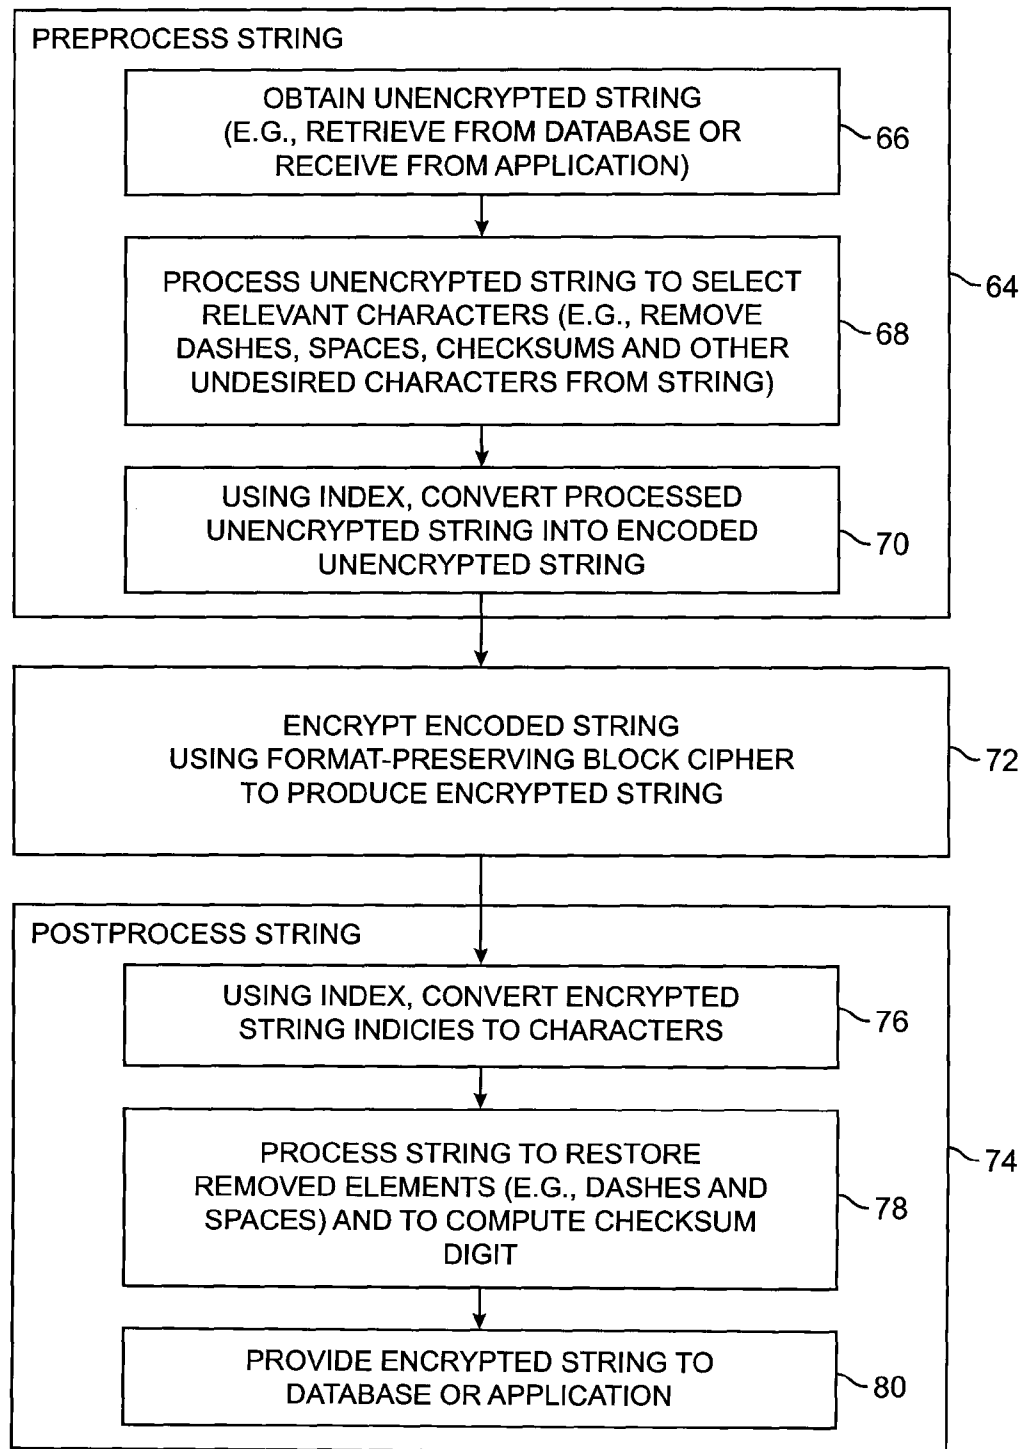 PREPROCESS STRING
OBTAIN UNENCRYPTED STRING
(E.G., RETRIEVE FROM DATABASE OR
RECEIVE FROM APPLICATION)
66
PROCESS UNENCRYPTED STRING TO SELECT
RELEVANT CHARACTERS (E.G., REMOVE
DASHES, SPACES, CHECKSUMS AND OTHER
UNDESIRED CHARACTERS FROM STRING)
68
64
USING INDEX, CONVERT PROCESSED
UNENCRYPTED STRING INTO ENCODED
UNENCRYPTED STRING
70
ENCRYPT ENCODED STRING
USING FORMAT-PRESERVING BLOCK CIPHER
TO PRODUCE ENCRYPTED STRING
72
POSTPROCESS STRING
USING INDEX, CONVERT ENCRYPTED
STRING INDICIES TO CHARACTERS
76
PROCESS STRING TO RESTORE
REMOVED ELEMENTS (E.G., DASHES AND
SPACES) AND TO COMPUTE CHECKSUM
DIGIT
78
74
PROVIDE ENCRYPTED STRING TO
DATABASE OR APPLICATION
80